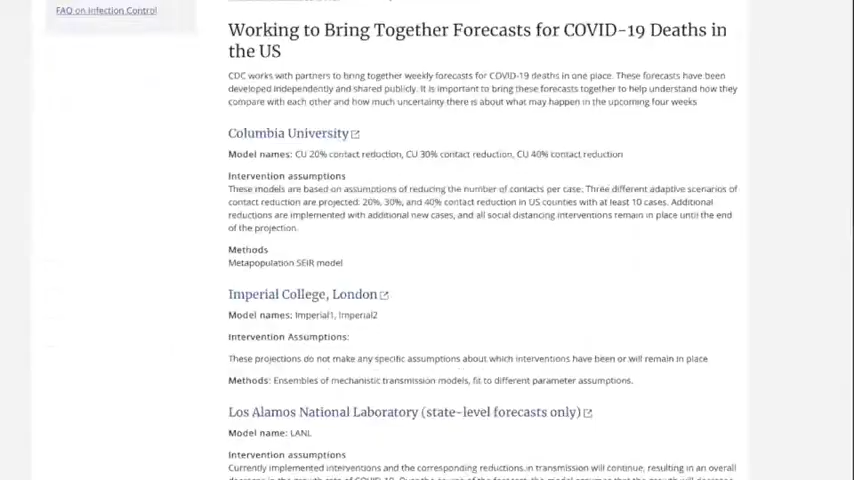 FAQ on Infection Control
Working to Bring Together Forecasts for COVID-19 Deaths in
the US
CDC works with partners to bring together weekly forecasts for COVID-19 deaths in one place. These forecasts have been
developed independently and shared publicly. It is important to bring these forecasts together to help understand how they
compare with each other and how much uncertainty there is about what may happen in the upcoming four weeks
Columbia University
Model names: CU 20% contact reduction, CU 30% contact reduction, CU 40% contact reduction
Intervention assumptions
These models are based on assumptions of reducing the number of contacts per case. Three different adaptive scenarios of
contact reduction are projected: 20%, 30%, and 40% contact reduction in US counties with at least 10 cases. Additional
reductions are implemented with additional new cases, and all social distancing interventions remain in place until the end
of the projection.
Methods
Metapopulation SEIR model
Imperial College, London
Model names: Imperial1, Imperial2
Intervention Assumptions:
These projections do not make any specific assumptions about which interventions have been or will remain in place
Methods: Ensembles of mechanistic transmission models, fit to different parameter assumptions.
Los Alamos National Laboratory (state-level forecasts only)
Model name: LANL
Intervention assumptions
Currently implemented interventions and the corresponding reductions in transmission will continue, resulting in an overall